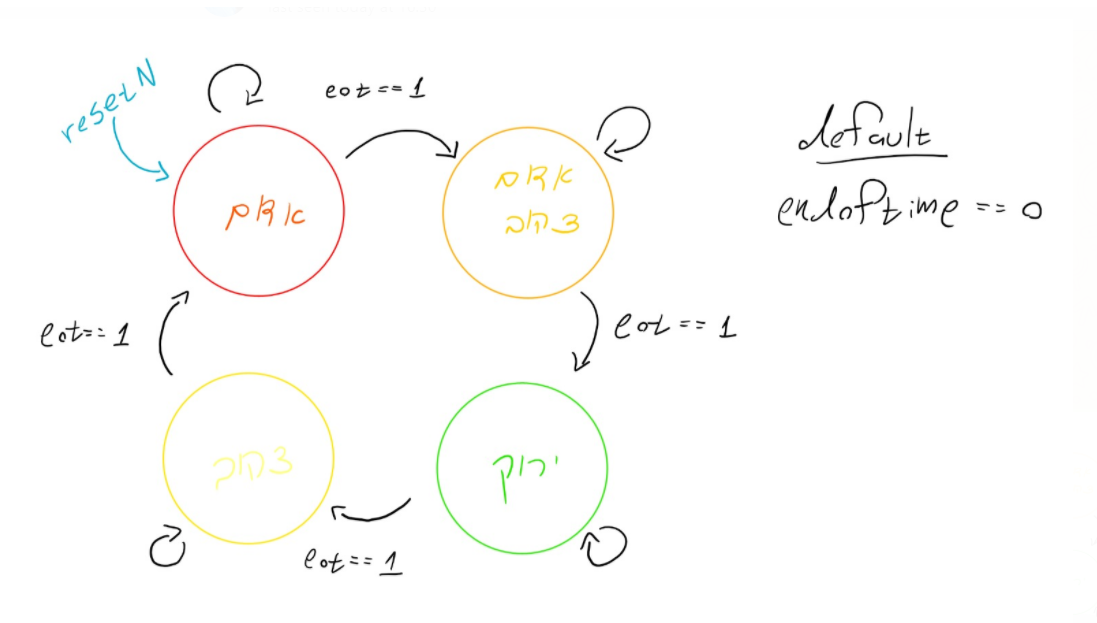 resetN
eot == 1
default
endoftime == 0
אדום
אדום
צהוב
eot == 1
eot == 1
צהוב
ירוק
eot == 1